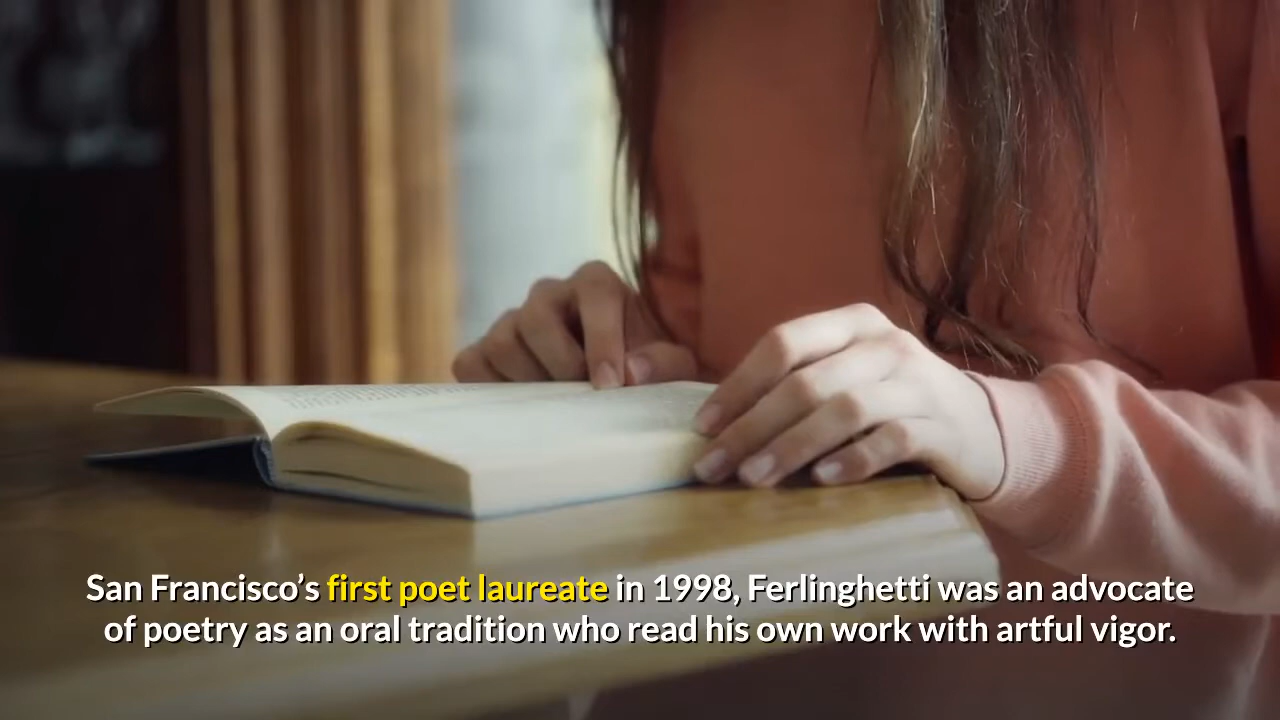 San Francisco’s first poet laureate in 1998, Ferlinghetti was an advocate
of poetry as an oral tradition who read his own work with artful vigor.